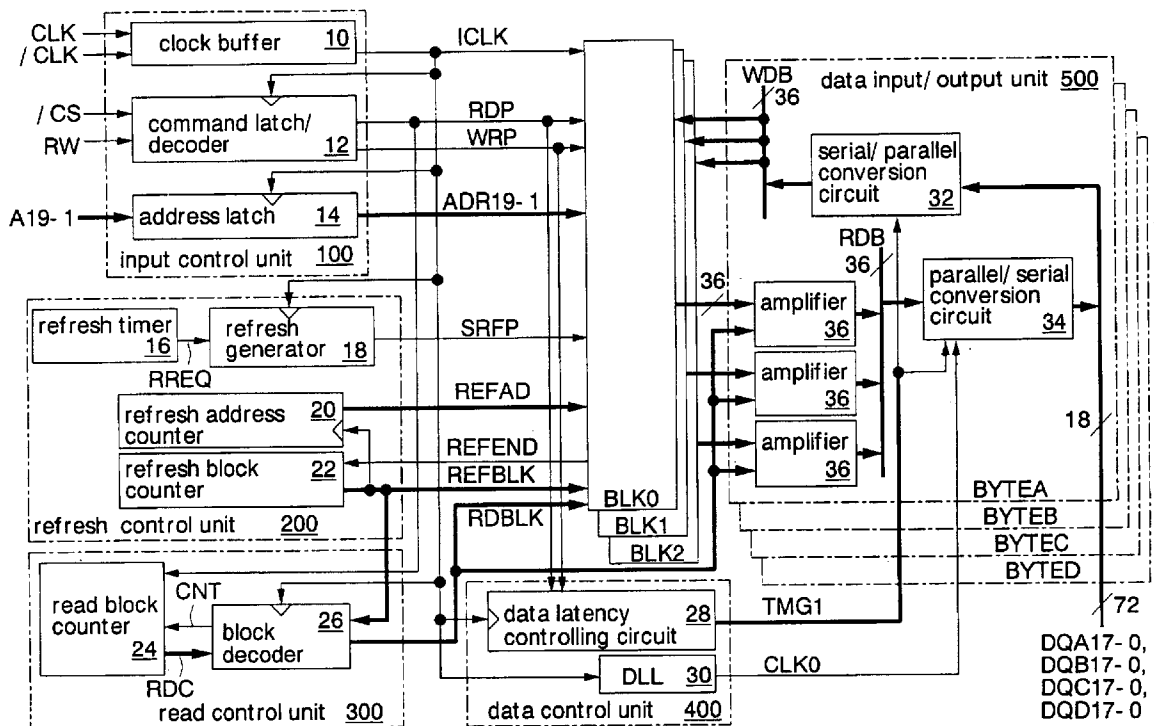 CLK
/ CLK
clock buffer 10
ICLK
/ CS
RW
command latch/
decoder 12
RDP
WRP
A19- 1
address latch 14
ADR19- 1
input control unit 100
refresh timer
16
RREQ
refresh
generator 18
SRFP
refresh address
counter 20
REFAD
refresh block
counter 22
REFEND
REFBLK
refresh control unit 200
RDBLK
read block
counter
24
CNT
RDC
block
decoder
26
read control unit 300
BLK0
BLK1
BLK2
data latency
controlling circuit
28
TMG1
DLL 30
CLK0
data control unit 400
WDB
36
data input/ output unit 500
serial/ parallel
conversion
circuit 32
RDB
36
36
amplifier
36
amplifier
36
amplifier
36
parallel/ serial
conversion
circuit 34
18
BYTEA
BYTEB
BYTEC
BYTED
72
DQA17- 0,
DQB17- 0,
DQC17- 0,
DQD17- 0